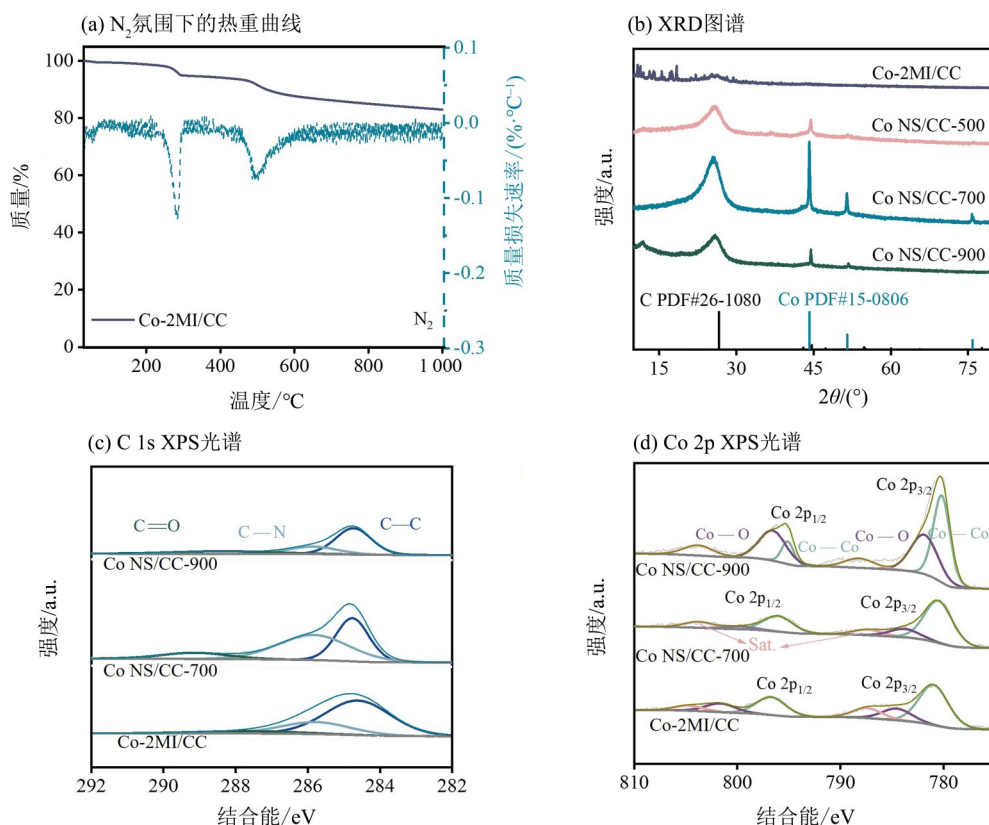 (a) N₂氛围下的热重曲线
100
80
60
40
20
0
质量/%
0.1
0.0
-0.1
-0.2
-0.3
质量损失速率/(%·℃⁻¹)
Co-2MI/CC
N₂
200
400
600
800
1 000
温度/℃
(b) XRD图谱
强度/a.u.
Co-2MI/CC
Co NS/CC-500
Co NS/CC-700
Co NS/CC-900
C PDF#26-1080
Co PDF#15-0806
15
30
45
60
75
2θ/(°)
(c) C 1s XPS光谱
强度/a.u.
C=O
C—N
C—C
Co NS/CC-900
Co NS/CC-700
Co-2MI/CC
292
290
288
286
284
282
结合能/eV
(d) Co 2p XPS光谱
强度/a.u.
Co 2p₃/₂
Co 2p₁/₂
Co—O
Co—Co
Co—O
Co—Co
Co NS/CC-900
Co 2p₁/₂
Co 2p₃/₂
Sat.
Co NS/CC-700
Co 2p₁/₂
Co 2p₃/₂
Co-2MI/CC
810
800
790
780
结合能/eV